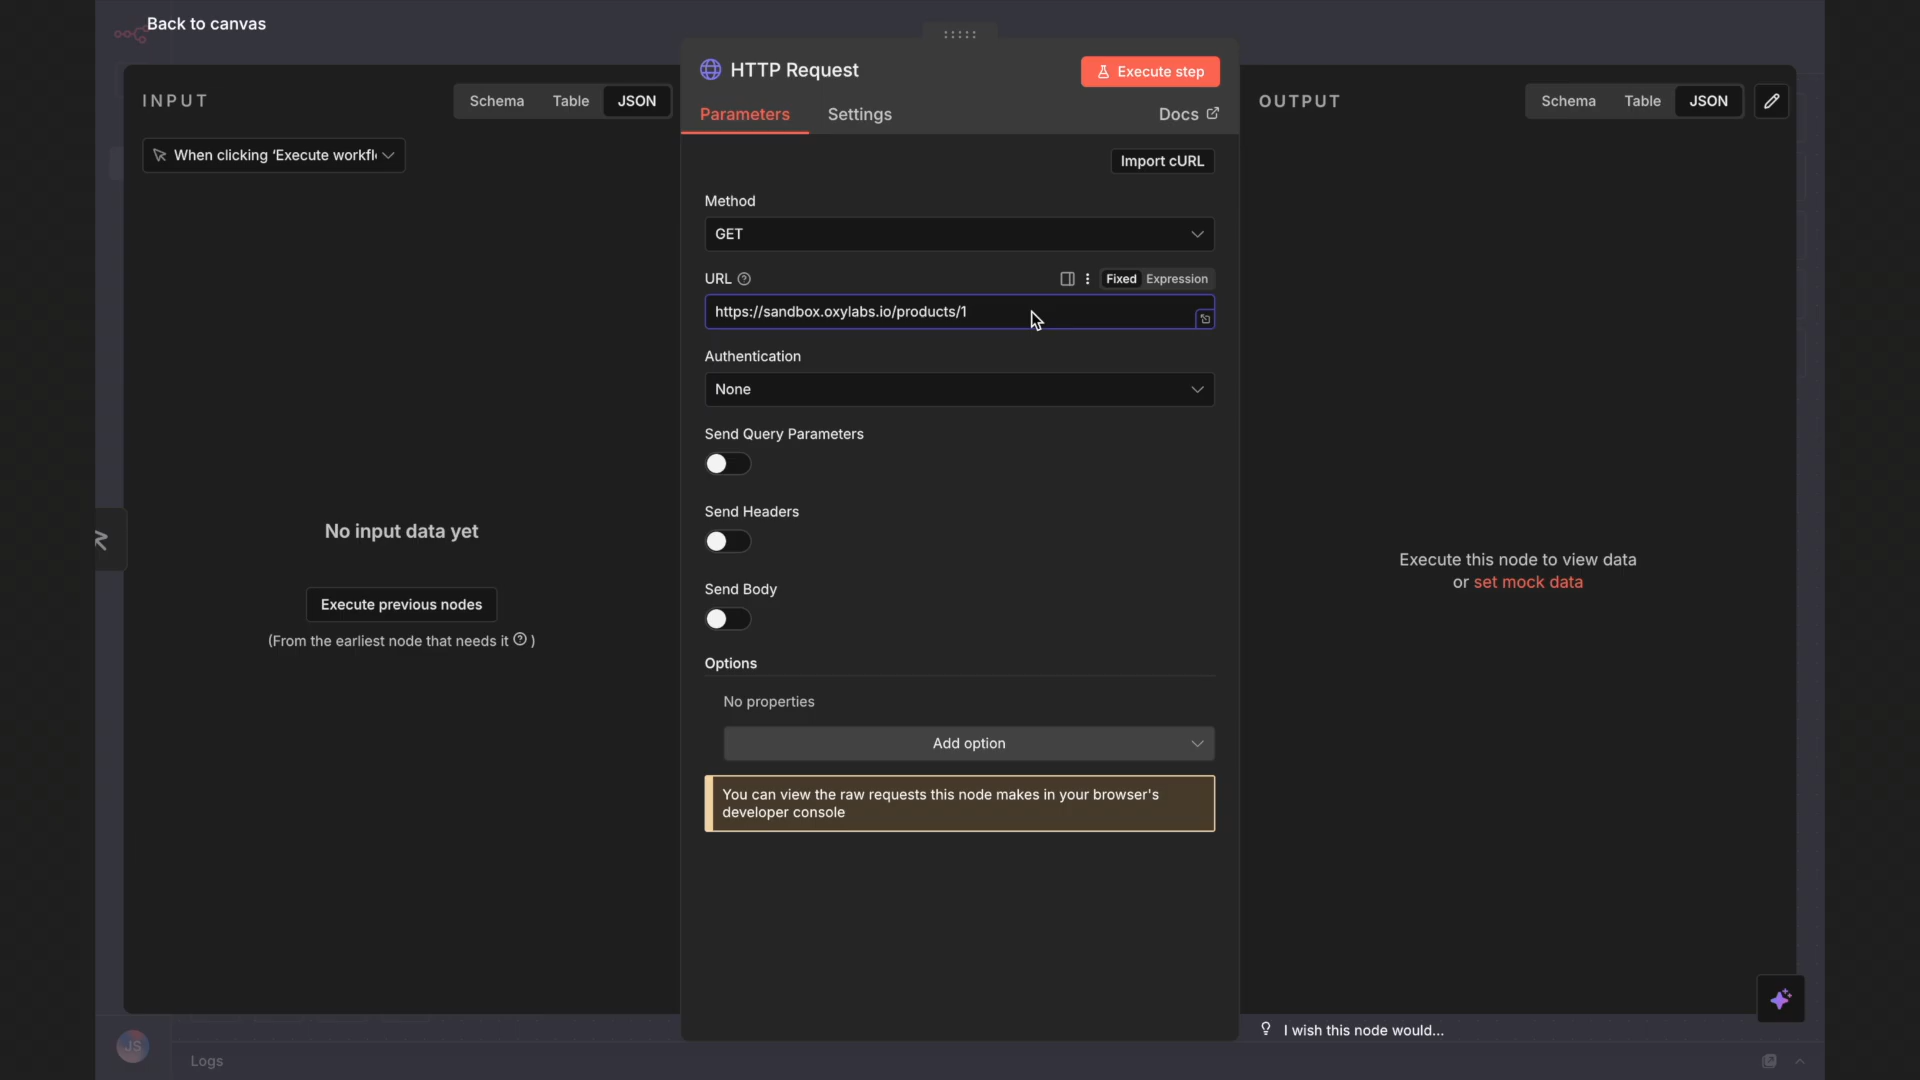 Back to canvas
INPUT
Schema
Table
JSON
When clicking ‘Execute workfl
No input data yet
Execute previous nodes
(From the earliest node that needs it ? )
HTTP Request
Execute step
Parameters
Settings
Docs
Import cURL
Method
GET
URL ?
Fixed
Expression
https://sandbox.oxylabs.io/products/1
Authentication
None
Send Query Parameters
Send Headers
Send Body
Options
No properties
Add option
You can view the raw requests this node makes in your browser's
developer console
OUTPUT
Schema
Table
JSON
Execute this node to view data
or set mock data
I wish this node would...
JS
Logs